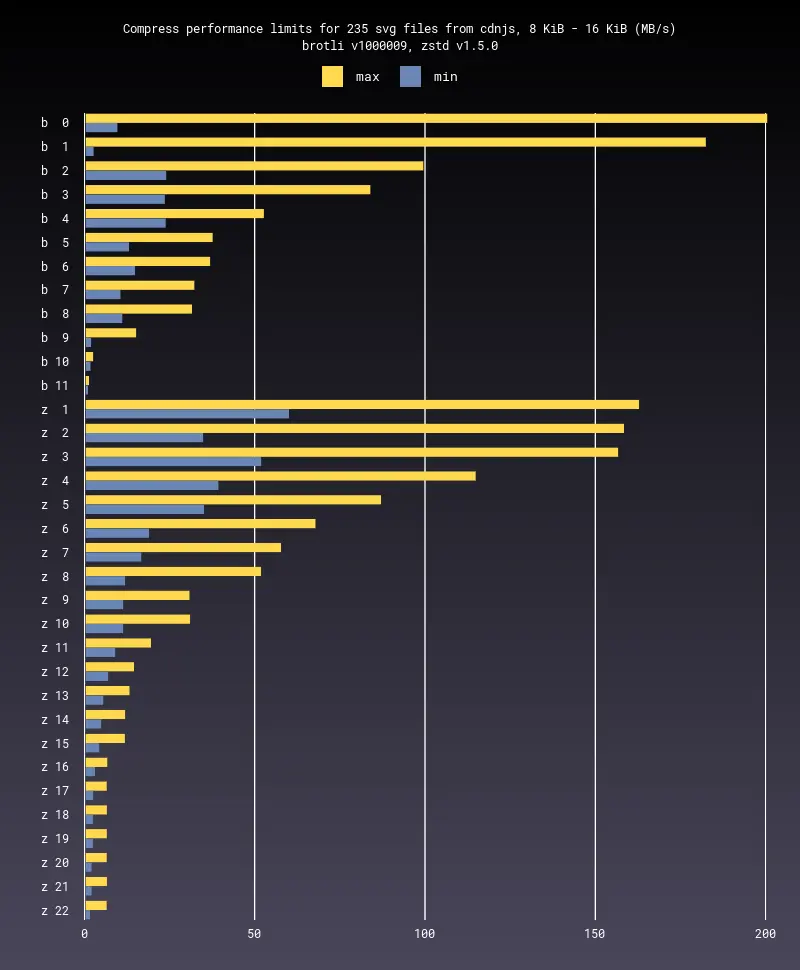 Compress performance limits for 235 svg files from cdnjs, 8 KiB - 16 KiB (MB/s)
brotli v1000009, zstd v1.5.0
max min
b 0
b 1
b 2
b 3
b 4
b 5
b 6
b 7
b 8
b 9
b 10
b 11
z 1
z 2
z 3
z 4
z 5
z 6
z 7
z 8
z 9
z 10
z 11
z 12
z 13
z 14
z 15
z 16
z 17
z 18
z 19
z 20
z 21
z 22
0 50 100 150 200